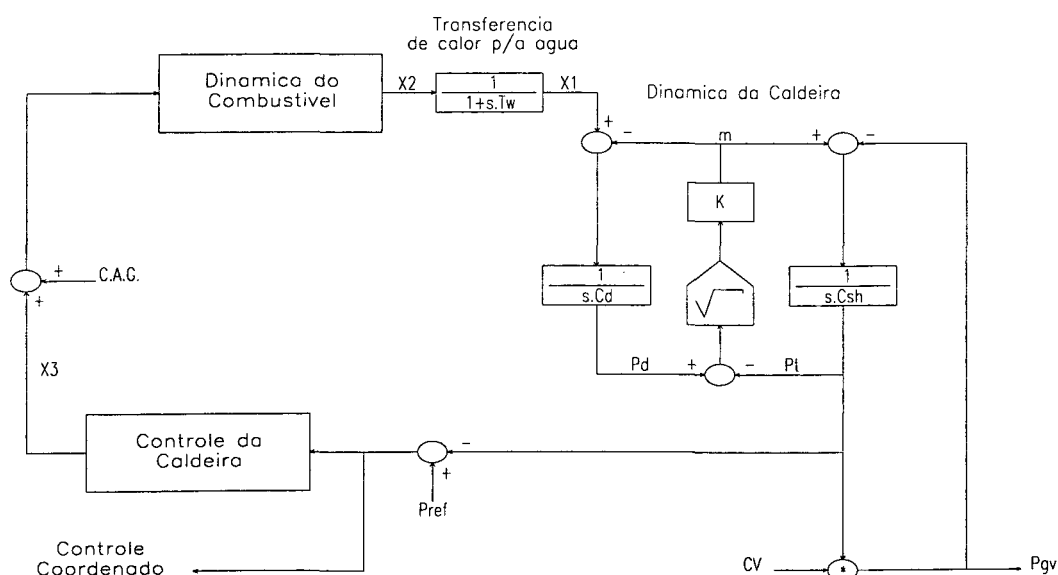 Transferência
de calor p/a agua
Dinamica do
Combustivel
X2
1
1+s.Tw
X1
Dinamica da Caldeira
+
-
m
+
-
K
+
C.A.G.
+
1
s.Cd
√
1
s.Csh
X3
Pd
+
-
Pt
Controle da
Caldeira
-
+
Pref
Controle
Coordenado
CV
*
Pgv